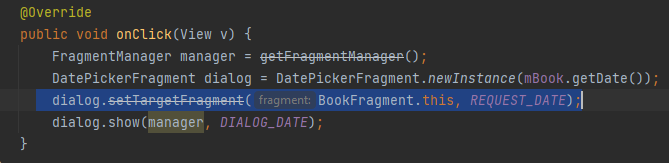 @Override
public void onClick(View v) {
FragmentManager manager = getFragmentManager();
DatePickerFragment dialog = DatePickerFragment.newInstance(mBook.getDate());
dialog.setTargetFragment( fragment: BookFragment.this, REQUEST_DATE);
dialog.show(manager, DIALOG_DATE);
}